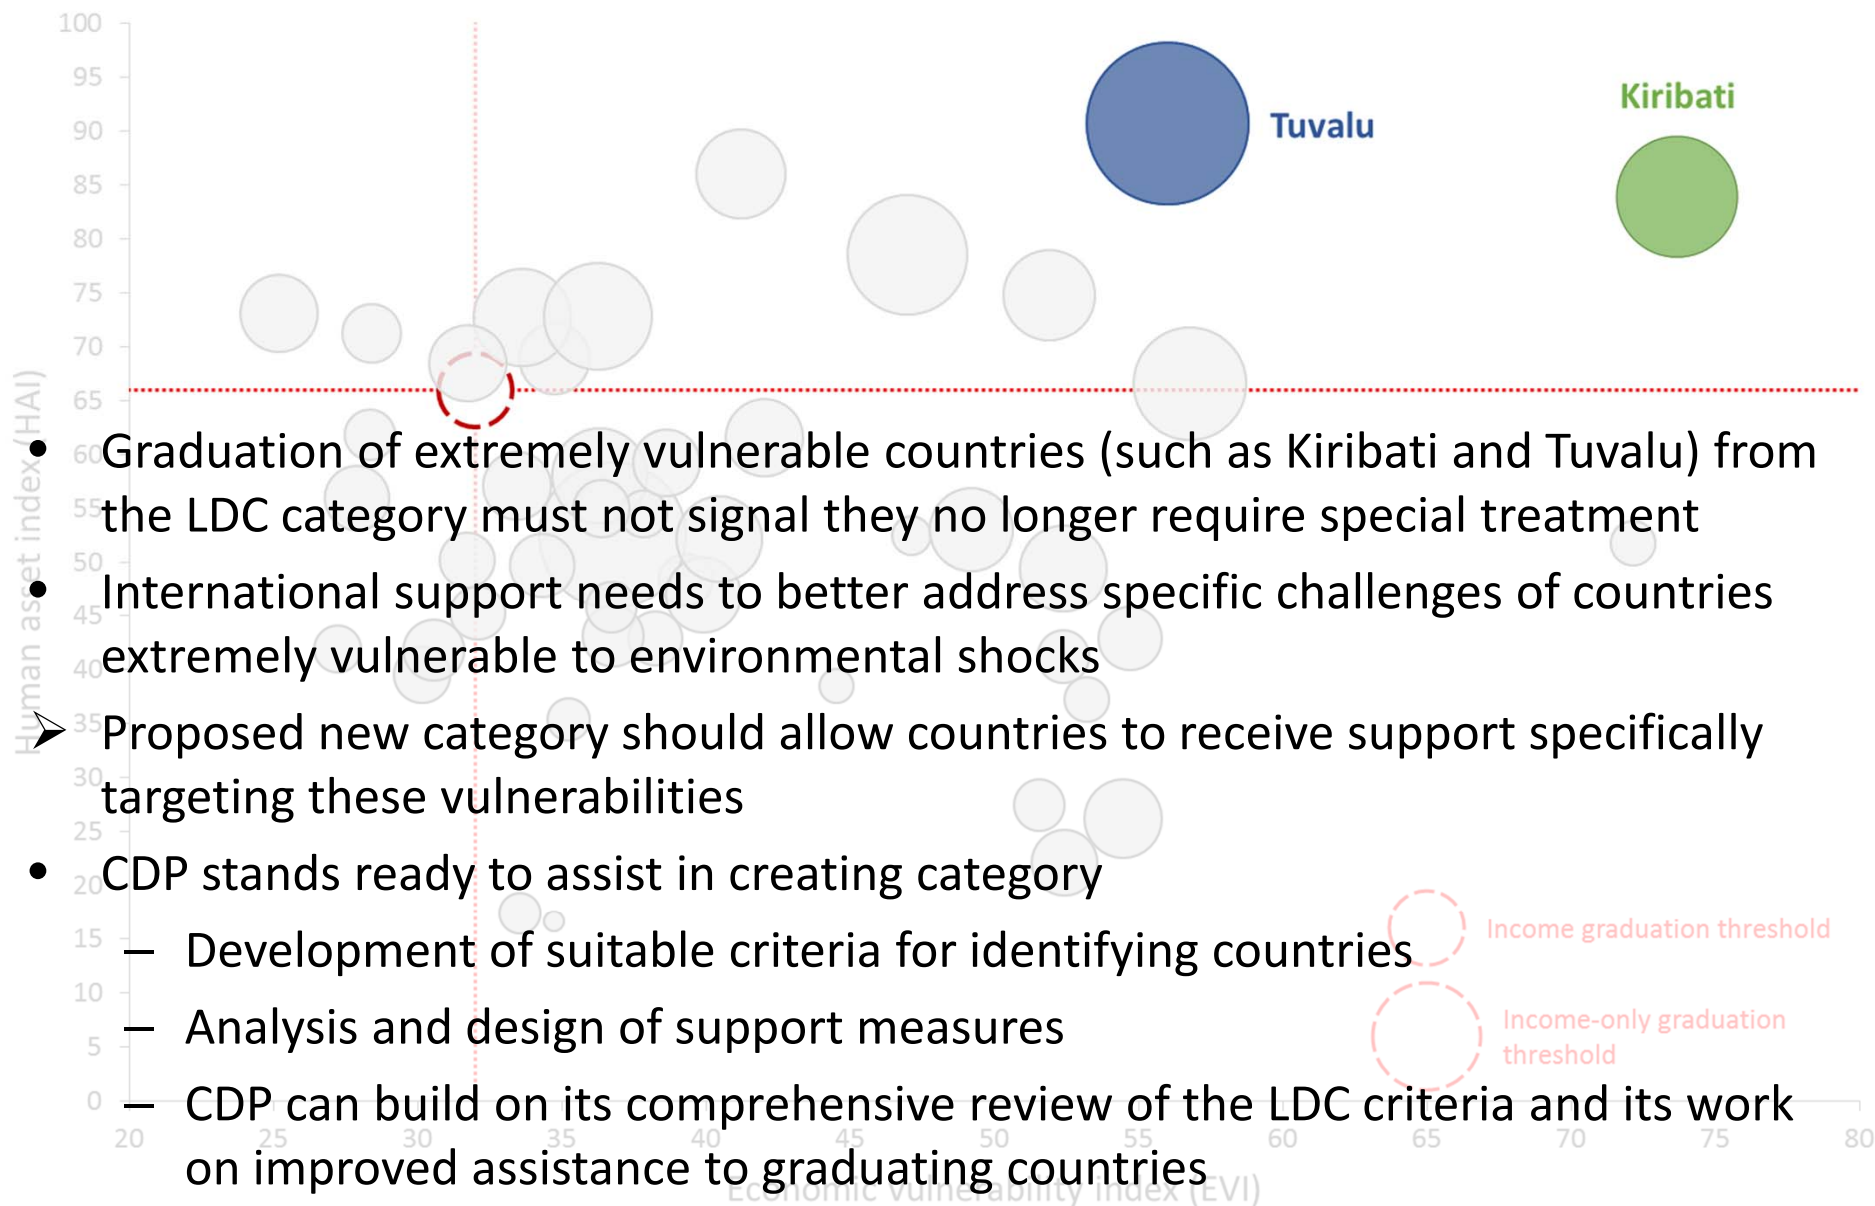 100
95
90
85
80
75
70
65
60
55
50
45
40
35
30
25
20
15
10
5
0
Human asset index (HAI)
Tuvalu
Kiribati
• Graduation of extremely vulnerable countries (such as Kiribati and Tuvalu) from
the LDC category must not signal they no longer require special treatment
• International support needs to better address specific challenges of countries
extremely vulnerable to environmental shocks
➢ Proposed new category should allow countries to receive support specifically
targeting these vulnerabilities
• CDP stands ready to assist in creating category
– Development of suitable criteria for identifying countries
– Analysis and design of support measures
– CDP can build on its comprehensive review of the LDC criteria and its work
on improved assistance to graduating countries
Income graduation threshold
Income-only graduation
threshold
20 25 30 35 40 45 50 55 60 65 70 75 80
Economic vulnerability index (EVI)